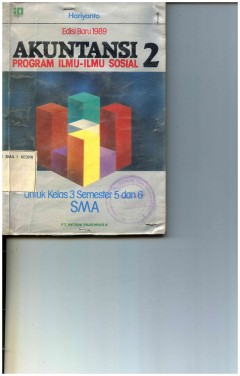 Hariyanto
Edisi Baru 1989
AKUNTANSI 2
PROGRAM ILMU-ILMU SOSIAL
untuk Kelas 3 Semester 5 dan 6
SMA